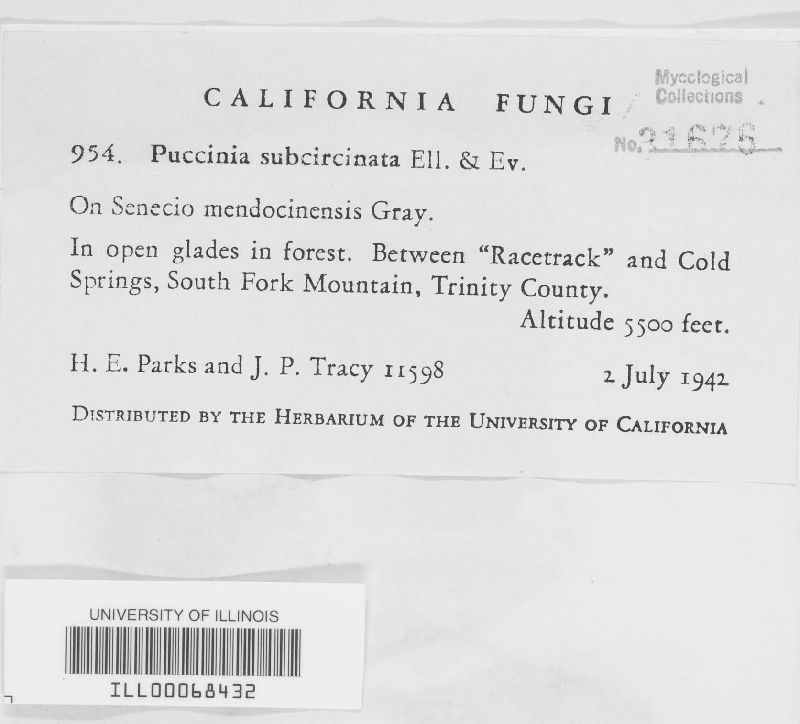 CALIFORNIA FUNGI
Mycological
Collections
No. 31676
954. Puccinia subcircinata Ell. & Ev.
On Senecio mendocinensis Gray.
In open glades in forest. Between “Racetrack” and Cold
Springs, South Fork Mountain, Trinity County.
Altitude 5500 feet.
H. E. Parks and J. P. Tracy 11598
2 July 1942
DISTRIBUTED BY THE HERBARIUM OF THE UNIVERSITY OF CALIFORNIA
UNIVERSITY OF ILLINOIS
ILL00068432